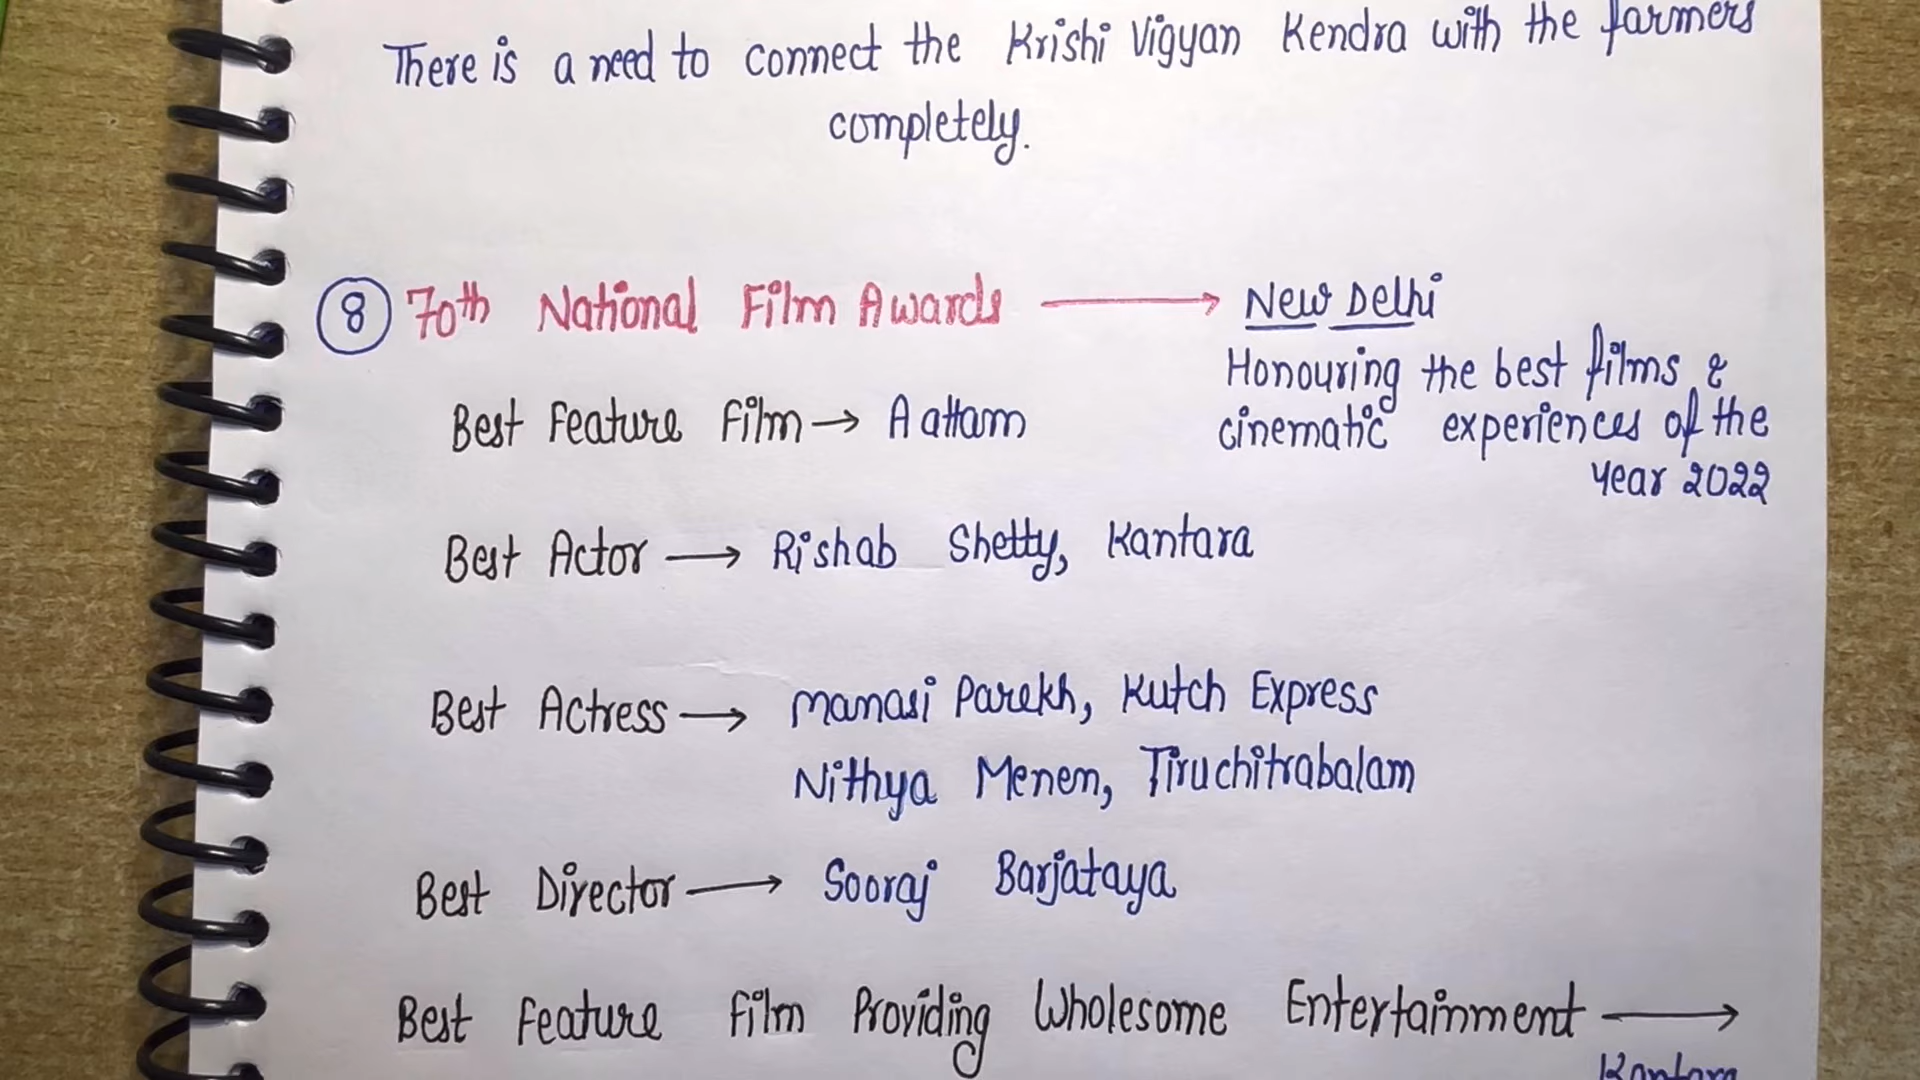 There is a need to connect the Krishi Vigyan Kendra with the farmers
completely.
8 70th National Film Awards → New Delhi
Honouring the best films &
cinematic experiences of the
year 2022
Best Feature Film → Aattam
Best Actor → Rishab Shetty, Kantara
Best Actress → Manasi Parekh, Kutch Express
Nithya Menen, Tiruchitrabalam
Best Director → Sooraj Barjataya
Best Feature Film Providing Wholesome Entertainment →
Kantara